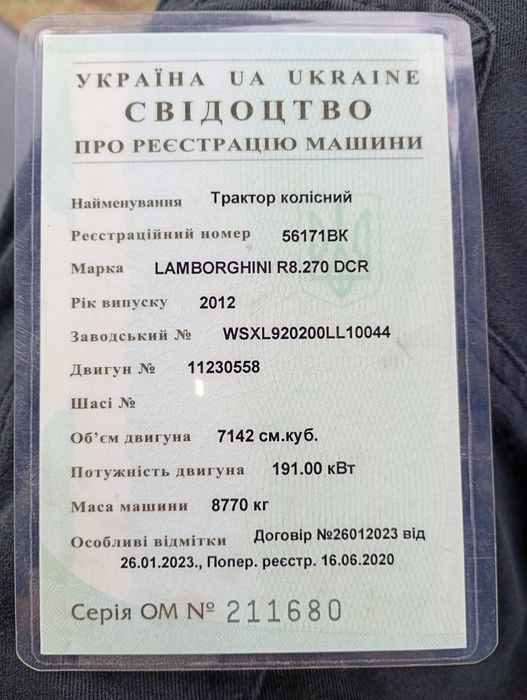 УКРАЇНА UA UKRAINE
СВІДОЦТВО
ПРО РЕЄСТРАЦІЮ МАШИНИ
Найменування Трактор колісний
Реєстраційний номер 56171ВК
Марка LAMBORGHINI R8.270 DCR
Рік випуску 2012
Заводський № WSXL920200LL10044
Двигун № 11230558
Шасі №
Об'єм двигуна 7142 см.куб.
Потужність двигуна 191.00 кВт
Маса машини 8770 кг
Особливі відмітки Договір №26012023 від
26.01.2023., Попер. реєстр. 16.06.2020
Серія ОМ № 211680